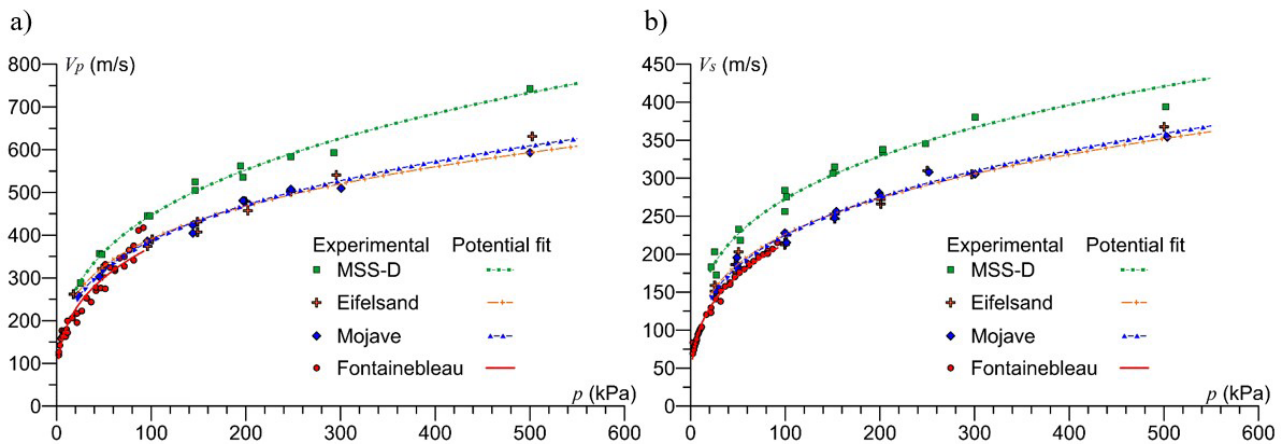 a)
Vp (m/s)
800
700
600
500
400
300
200
100
0
Experimental Potential fit
MSS-D
Eifelsand
Mojave
Fontainebleau
p (kPa)
0 100 200 300 400 500 600
b)
Vs (m/s)
450
400
350
300
250
200
150
100
50
0
Experimental Potential fit
MSS-D
Eifelsand
Mojave
Fontainebleau
p (kPa)
0 100 200 300 400 500 600